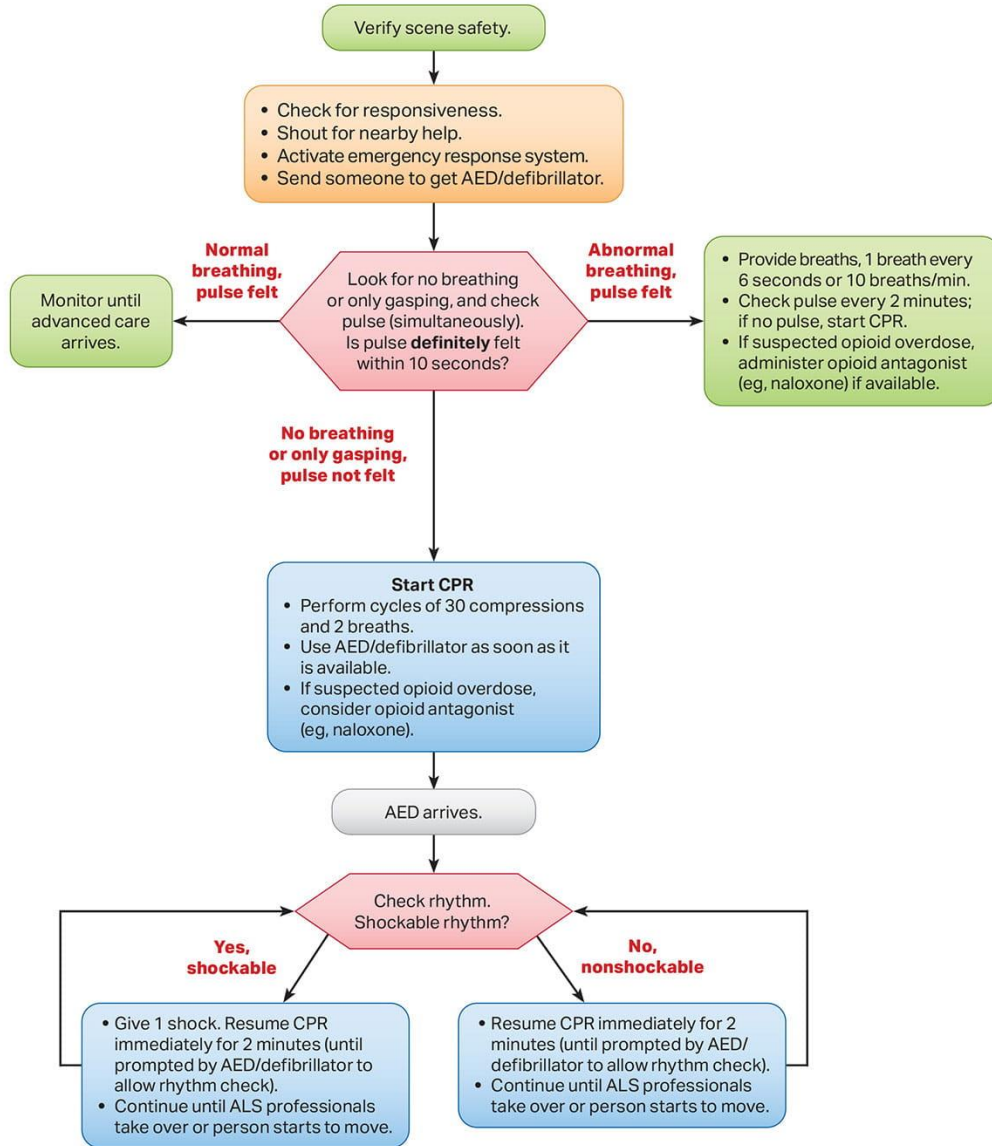 Verify scene safety.
• Check for responsiveness.
• Shout for nearby help.
• Activate emergency response system.
• Send someone to get AED/defibrillator.
Normal
breathing,
pulse felt
Abnormal
breathing,
pulse felt
Monitor until
advanced care
arrives.
Look for no breathing
or only gasping, and check
pulse (simultaneously).
Is pulse definitely felt
within 10 seconds?
• Provide breaths, 1 breath every
6 seconds or 10 breaths/min.
• Check pulse every 2 minutes;
if no pulse, start CPR.
• If suspected opioid overdose,
administer opioid antagonist
(eg, naloxone) if available.
No breathing
or only gasping,
pulse not felt
Start CPR
• Perform cycles of 30 compressions
and 2 breaths.
• Use AED/defibrillator as soon as it
is available.
• If suspected opioid overdose,
consider opioid antagonist
(eg, naloxone).
AED arrives.
Check rhythm.
Shockable rhythm?
Yes,
shockable
No,
nonshockable
• Give 1 shock. Resume CPR
immediately for 2 minutes (until
prompted by AED/defibrillator to
allow rhythm check).
• Continue until ALS professionals
take over or person starts to move.
• Resume CPR immediately for 2
minutes (until prompted by AED/
defibrillator to allow rhythm check).
• Continue until ALS professionals
take over or person starts to move.